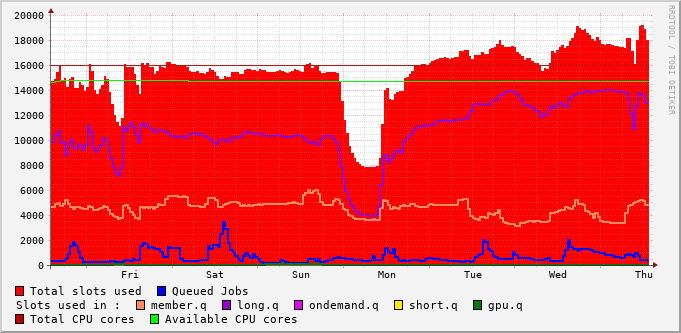 20000
18000
16000
14000
12000
10000
8000
6000
4000
2000
0
Fri Sat Sun Mon Tue Wed Thu
RRDTOOL / TOBI OETIKER
Total slots used Queued Jobs
Slots used in : member.q long.q ondemand.q short.q gpu.q
Total CPU cores Available CPU cores